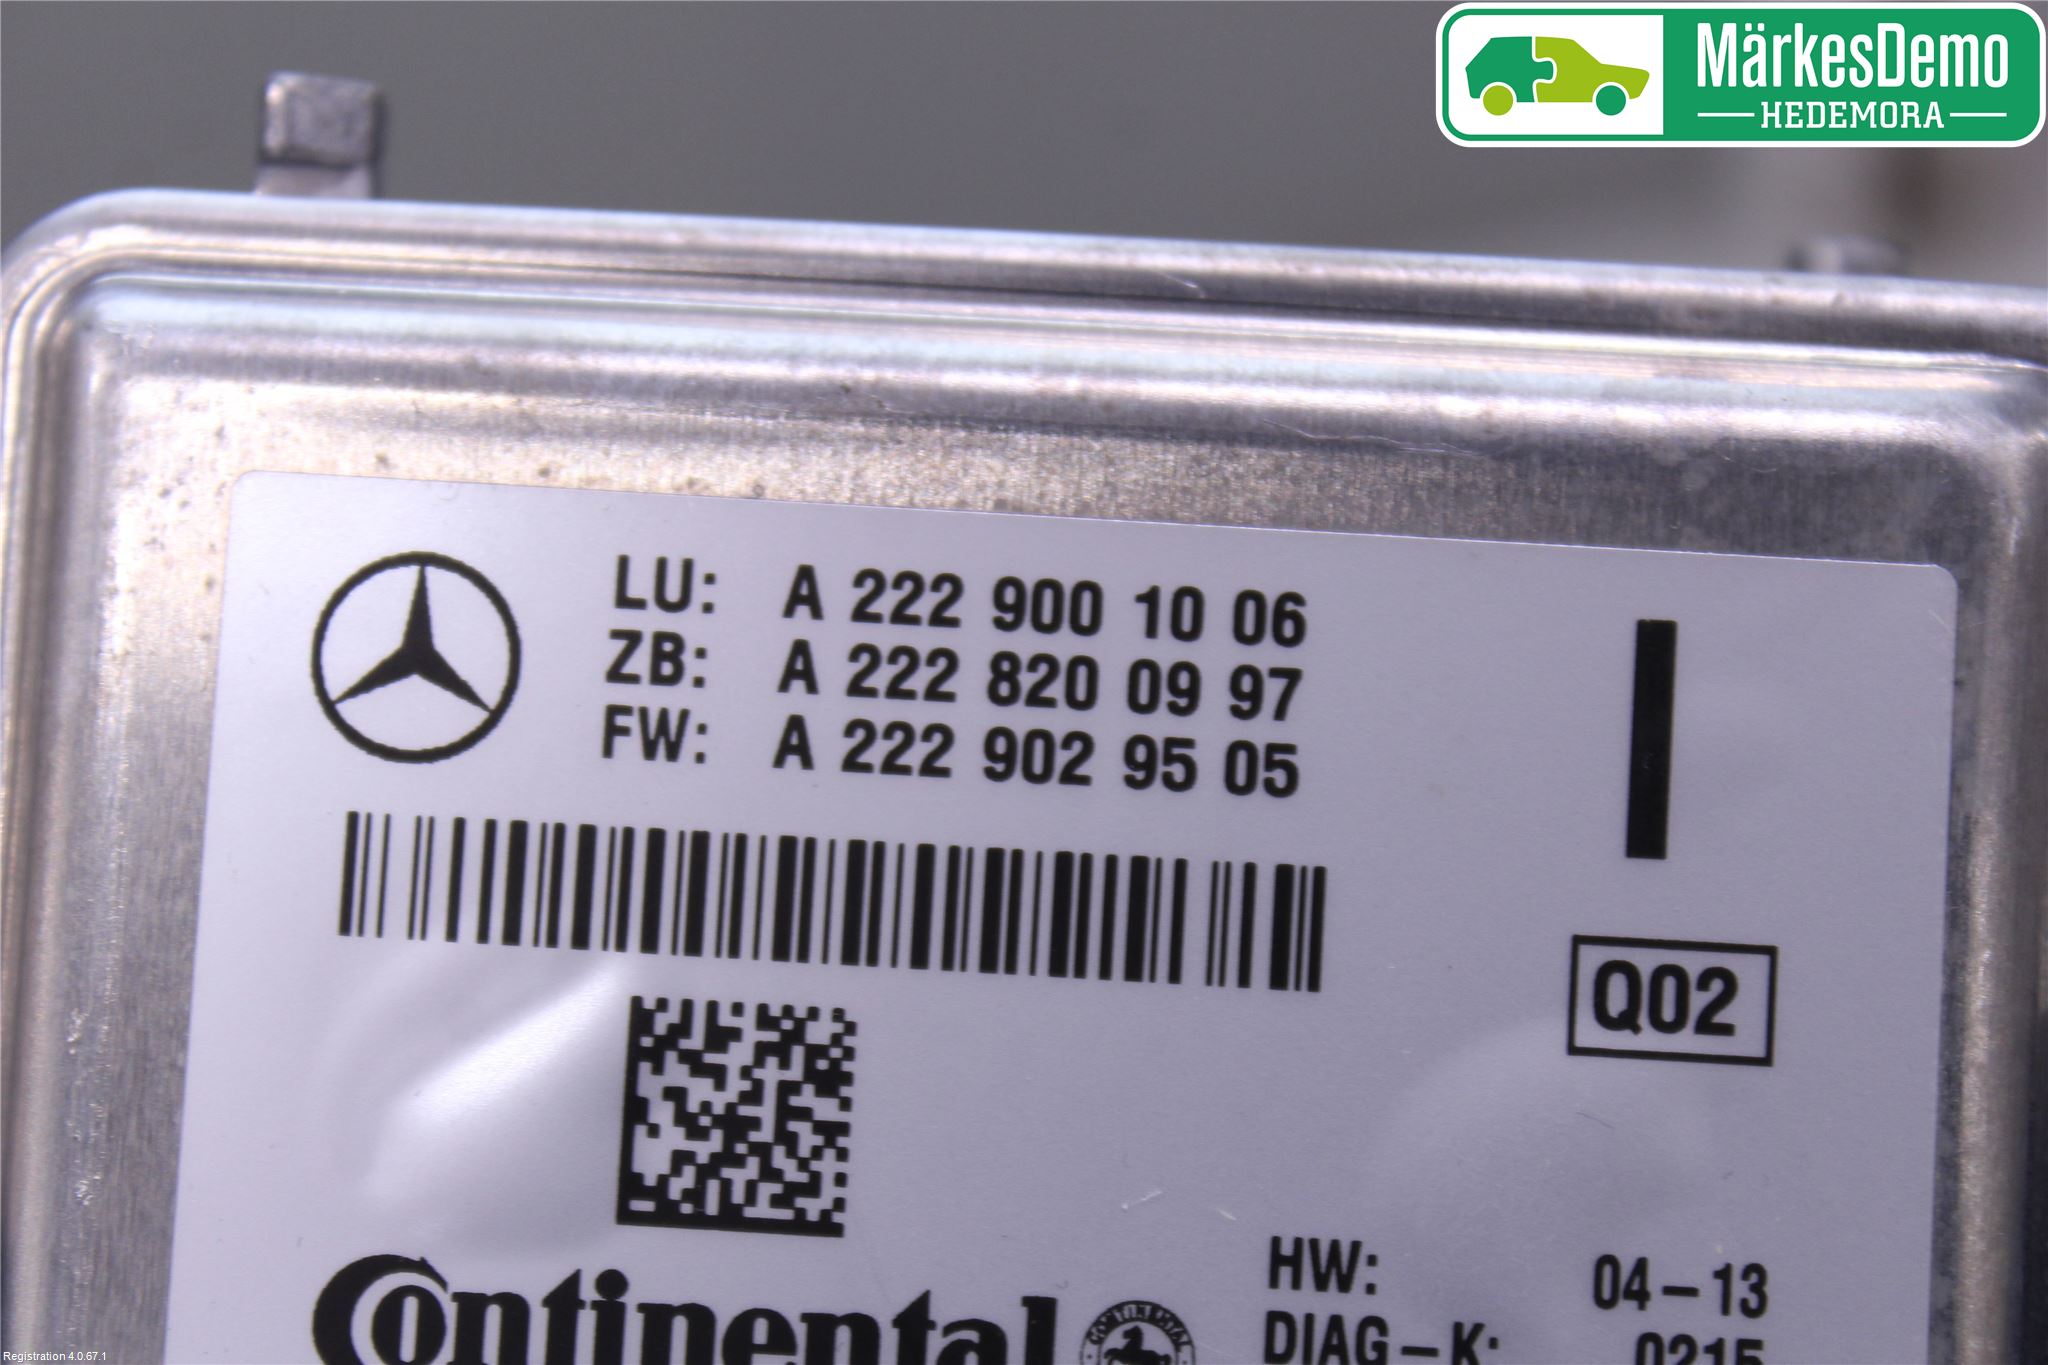 MärkesDemo
HEDEMORA
LU: A 222 900 10 06
ZB: A 222 820 09 97
FW: A 222 902 95 05
Q02
Continental
CONTINENTAL
HW: 04-13
DIAG-K: 0215
Registration 4.0.67.1